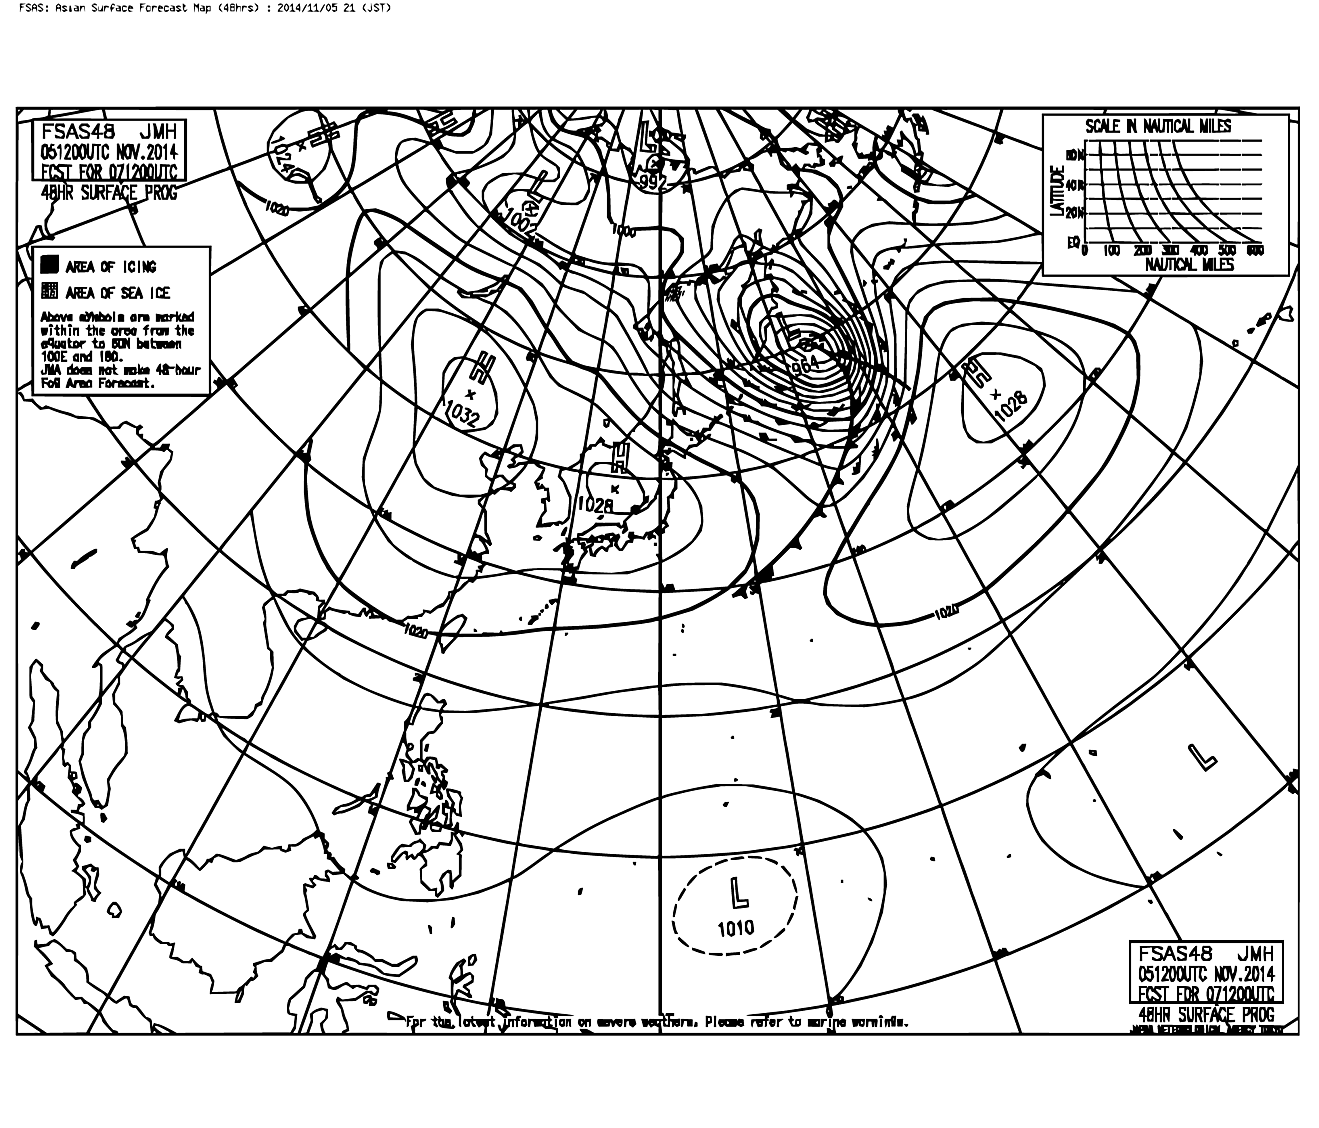 FSAS: Asian Surface Forecast Map (48hrs) : 2014/11/05 21 (JST)
FSAS48 JMH
051200UTC NOV.2014
FCST FOR 071200UTC
48HR SURFACE PROG
SCALE IN NAUTICAL MILES
LATITUDE
60N
40N
20N
EQ
0 100 200 300 400 500 600
NAUTICAL MILES
AREA OF ICING
AREA OF SEA ICE
Above symbols are marked
within the area from the
equator to 60N between
100E and 180.
JMA does not make 48-hour
Fog Area Forecast.
H
1024
H
L
992
L
1002
1020
1000
H
1032
L
964
H
1028
H
1028
1020
1020
L
L
1010
FSAS48 JMH
051200UTC NOV.2014
FCST FOR 071200UTC
48HR SURFACE PROG
JAPAN METEOROLOGICAL AGENCY TOKYO
For the latest information on severe weathers, Please refer to marine warnings.